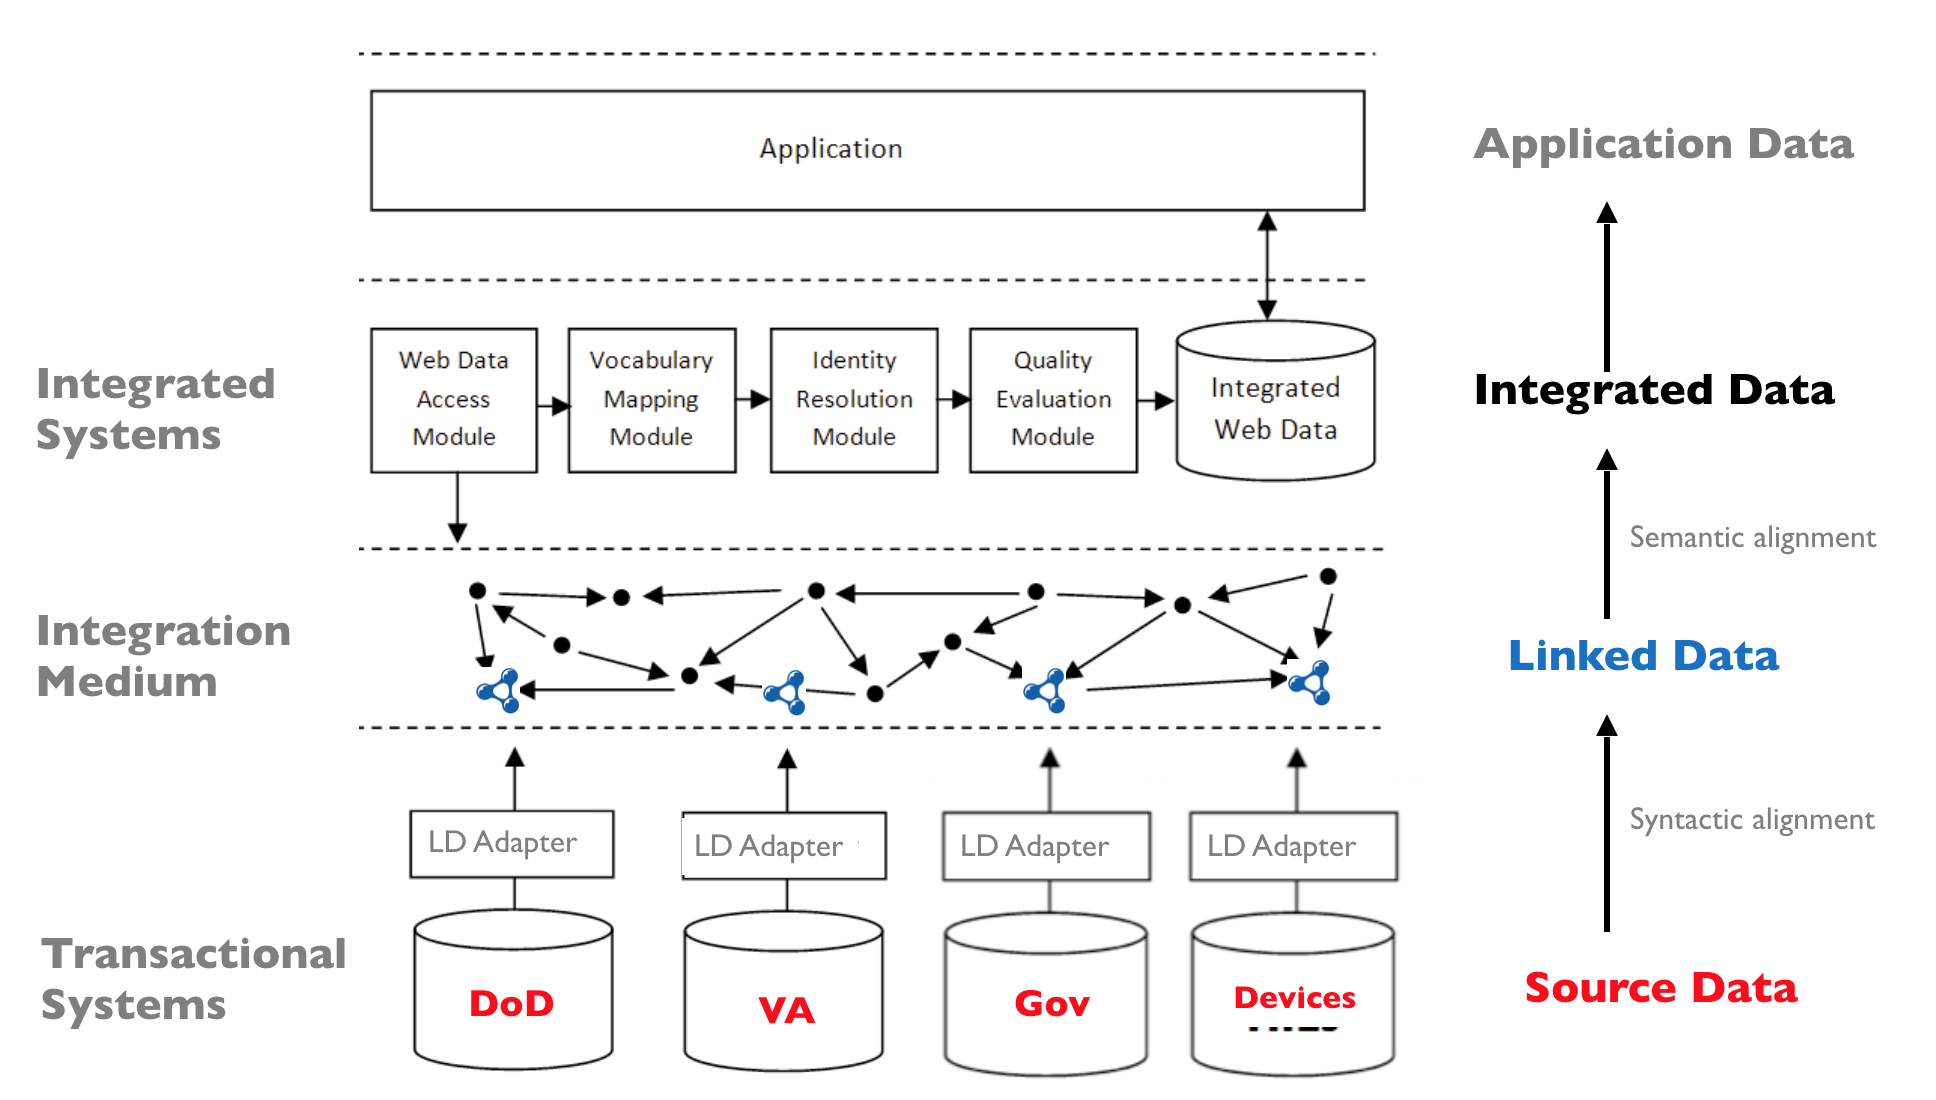 Application
Application Data
Integrated
Systems
Web Data
Access
Module
Vocabulary
Mapping
Module
Identity
Resolution
Module
Quality
Evaluation
Module
Integrated
Web Data
Integrated Data
Semantic alignment
Integration
Medium
Linked Data
Syntactic alignment
LD Adapter
LD Adapter
LD Adapter
LD Adapter
Transactional
Systems
DoD
VA
Gov
Devices
Source Data